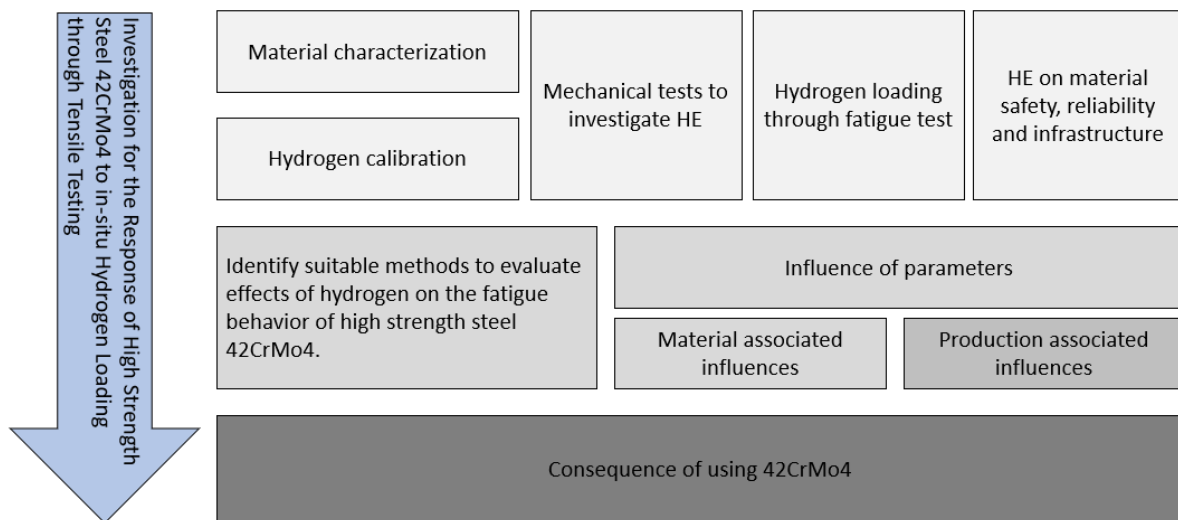 Investigation for the Response of High Strength
Steel 42CrMo4 to in-situ Hydrogen Loading
through Tensile Testing
Material characterization
Hydrogen calibration
Mechanical tests to
investigate HE
Hydrogen loading
through fatigue test
HE on material
safety, reliability
and infrastructure
Identify suitable methods to evaluate
effects of hydrogen on the fatigue
behavior of high strength steel
42CrMo4.
Influence of parameters
Material associated
influences
Production associated
influences
Consequence of using 42CrMo4